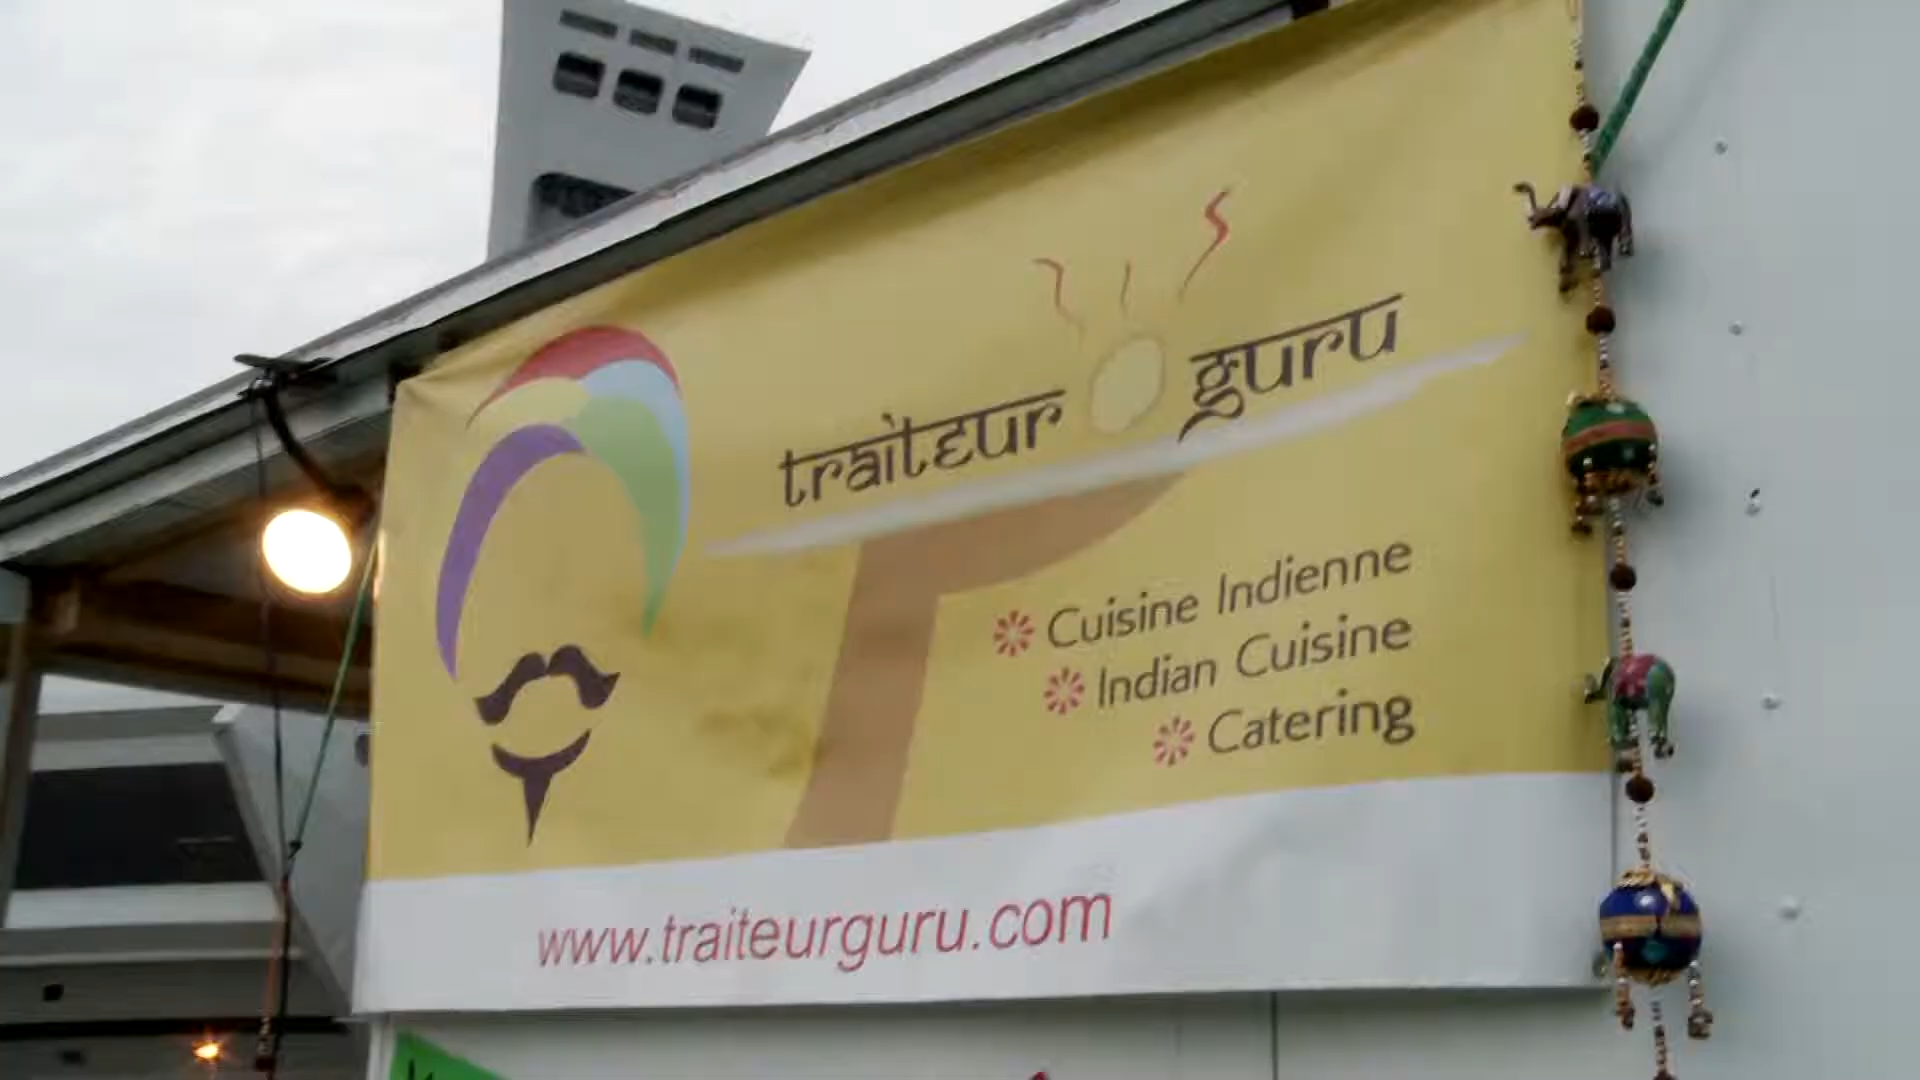 traiteur guru
Cuisine Indienne
Indian Cuisine
Catering
www.traiteurguru.com